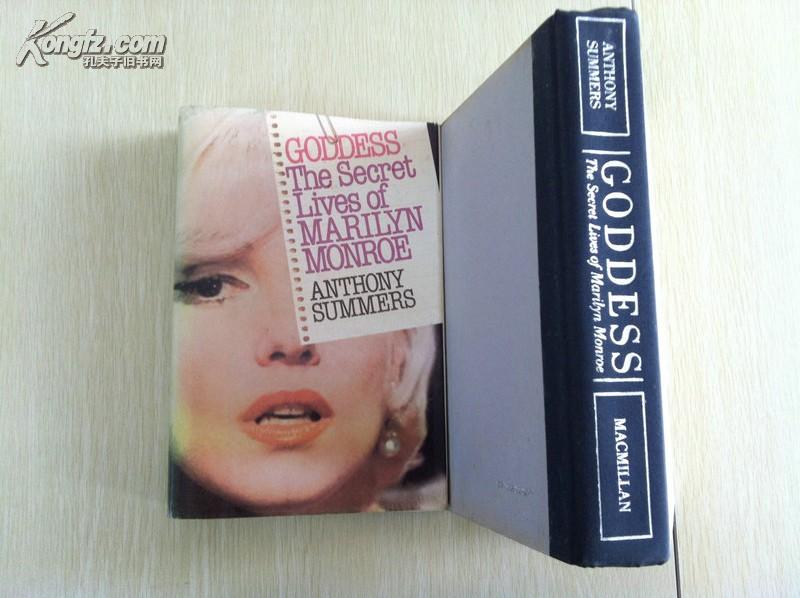 Kongfz.com
孔夫子旧书网
GODDESS
The Secret
Lives of
MARILYN
MONROE
ANTHONY
SUMMERS
ANTHONY
SUMMERS
GODDESS
The Secret Lives of Marilyn Monroe
MACMILLAN